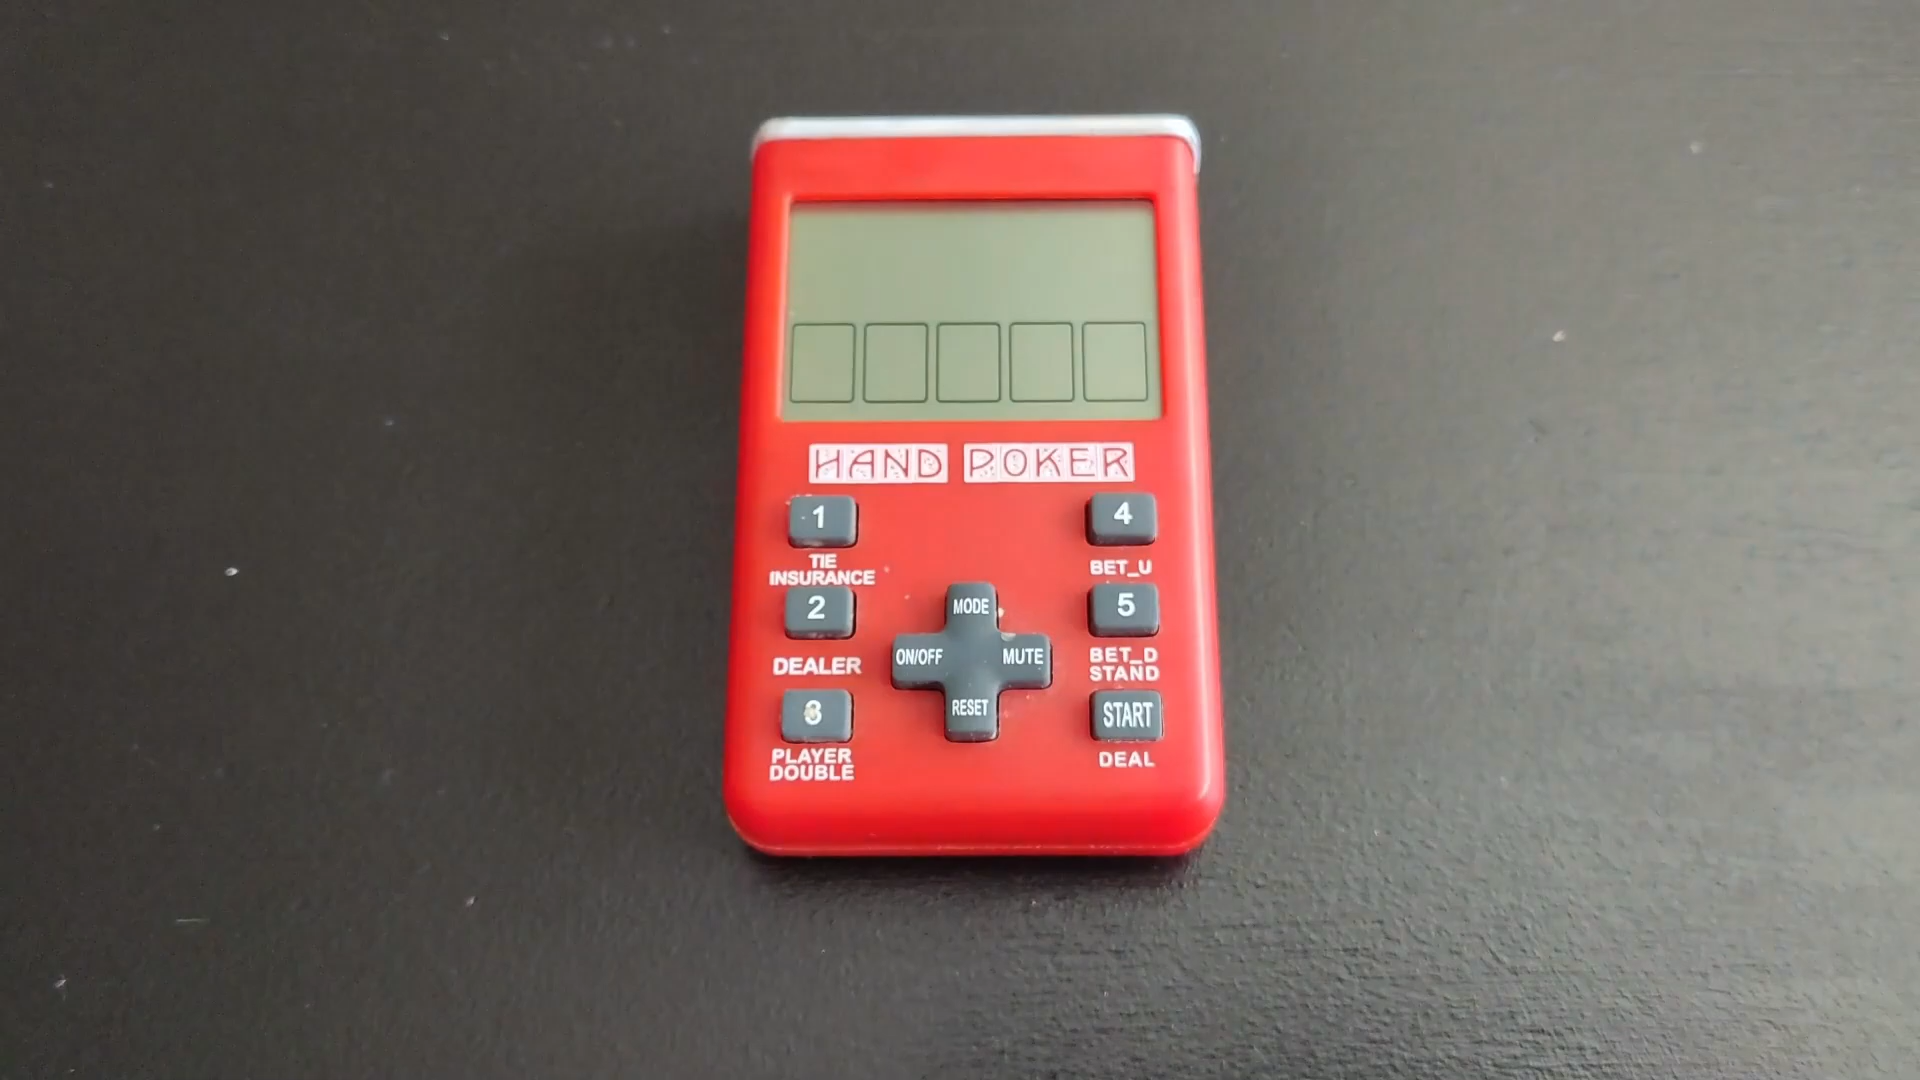 HAND POKER
1
4
TIE
INSURANCE
BET_U
2
5
MODE
DEALER
ON/OFF
MUTE
BET_D
STAND
RESET
3
START
PLAYER
DOUBLE
DEAL